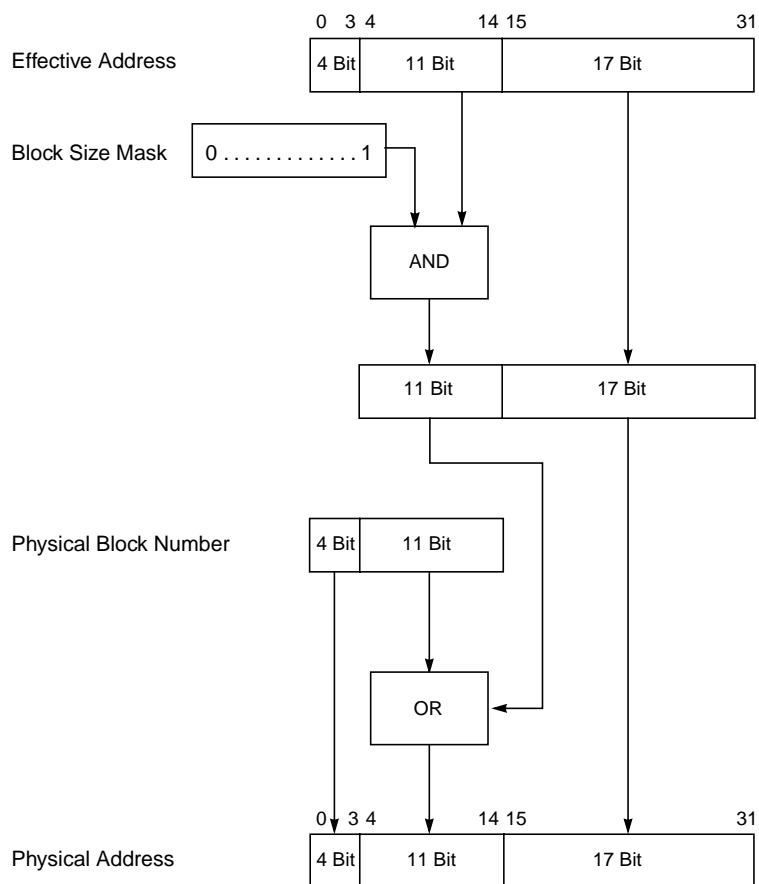 0 3 4 14 15 31
Effective Address 4 Bit 11 Bit 17 Bit
Block Size Mask 0 . . . . . . . . . . . . . 1
AND
11 Bit 17 Bit
Physical Block Number 4 Bit 11 Bit
OR
0 3 4 14 15 31
Physical Address 4 Bit 11 Bit 17 Bit